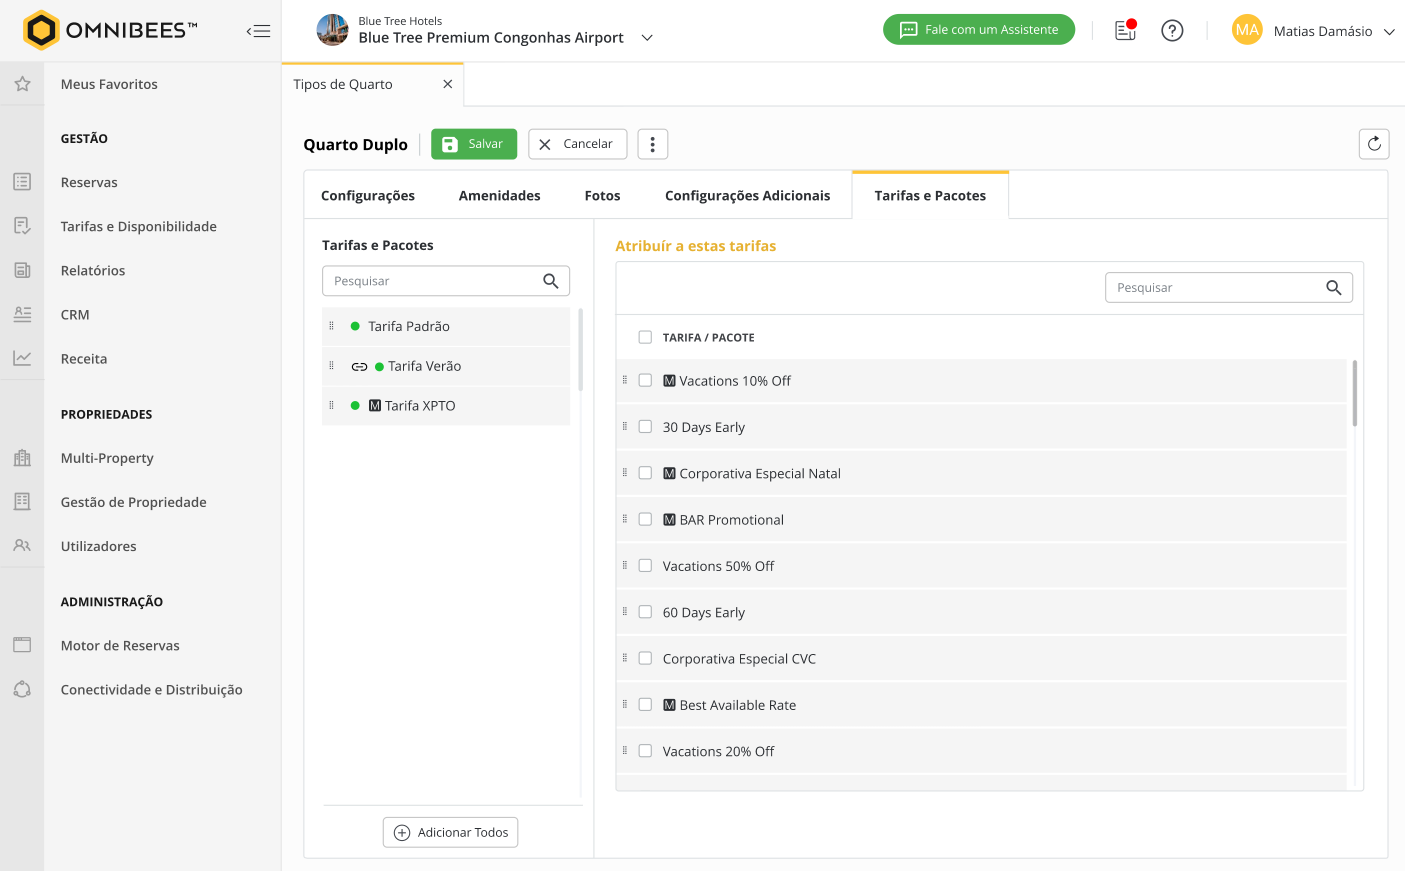 OMNIBEES™
Blue Tree Hotels
Blue Tree Premium Congonhas Airport
Fale com um Assistente
MA
Matias Damásio
Meus Favoritos
GESTÃO
Reservas
Tarifas e Disponibilidade
Relatórios
CRM
Receita
PROPRIEDADES
Multi-Property
Gestão de Propriedade
Utilizadores
ADMINISTRAÇÃO
Motor de Reservas
Conectividade e Distribuição
Tipos de Quarto
Quarto Duplo
Salvar
Cancelar
Configurações
Amenidades
Fotos
Configurações Adicionais
Tarifas e Pacotes
Tarifas e Pacotes
Pesquisar
Tarifa Padrão
Tarifa Verão
M Tarifa XPTO
Adicionar Todos
Atribuír a estas tarifas
Pesquisar
TARIFA / PACOTE
M Vacations 10% Off
30 Days Early
M Corporativa Especial Natal
M BAR Promotional
Vacations 50% Off
60 Days Early
Corporativa Especial CVC
M Best Available Rate
Vacations 20% Off